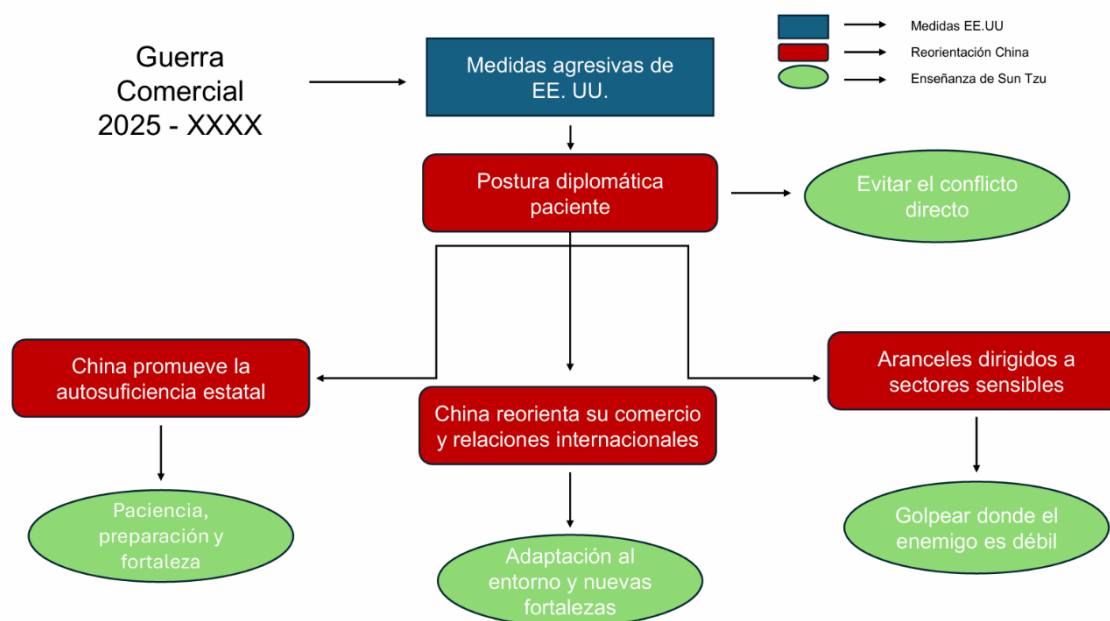 Guerra
Comercial
2025 - XXXX
Medidas agresivas de
EE. UU.
Medidas EE.UU
Reorientación China
Enseñanza de Sun Tzu
Postura diplomática
paciente
Evitar el conflicto
directo
China promueve la
autosuficiencia estatal
China reorienta su comercio
y relaciones internacionales
Aranceles dirigidos a
sectores sensibles
Paciencia,
preparación y
fortaleza
Adaptación al
entorno y nuevas
fortalezas
Golpear donde el
enemigo es débil